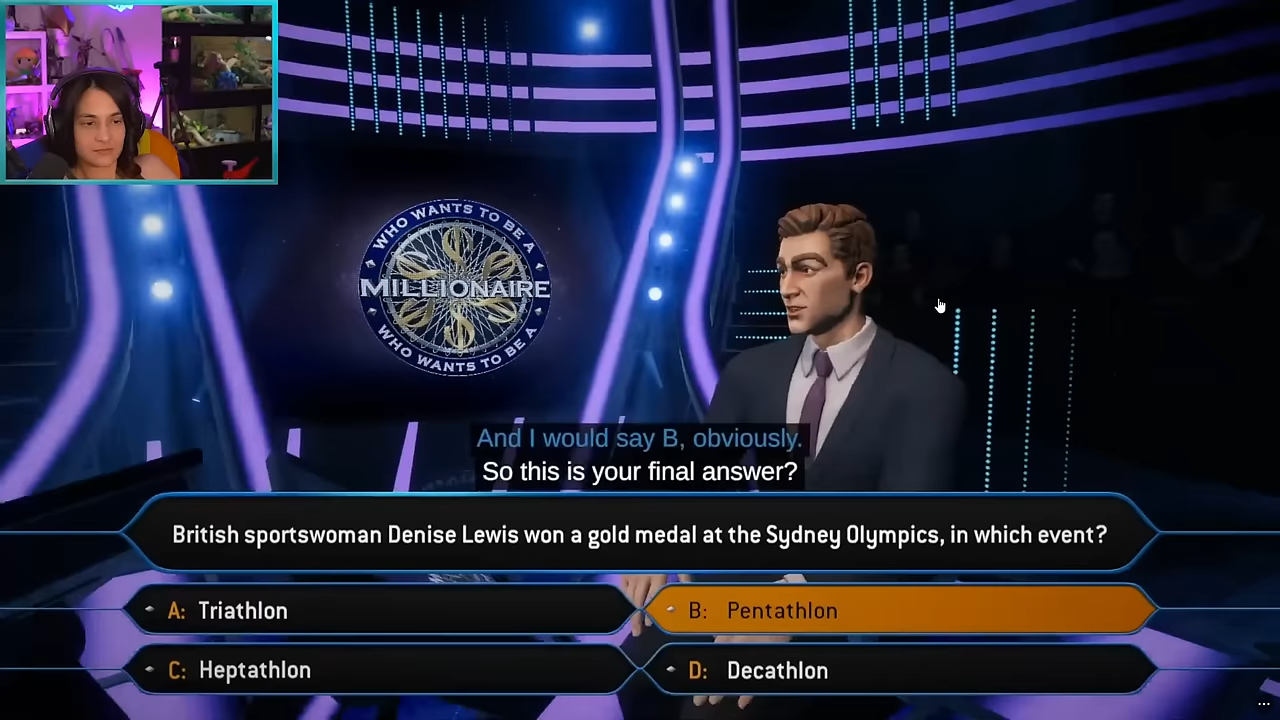 WHO WANTS TO BE A
MILLIONAIRE
WHO WANTS TO BE A
And I would say B, obviously.
So this is your final answer?
British sportswoman Denise Lewis won a gold medal at the Sydney Olympics, in which event?
A: Triathlon
B: Pentathlon
C: Heptathlon
D: Decathlon
...